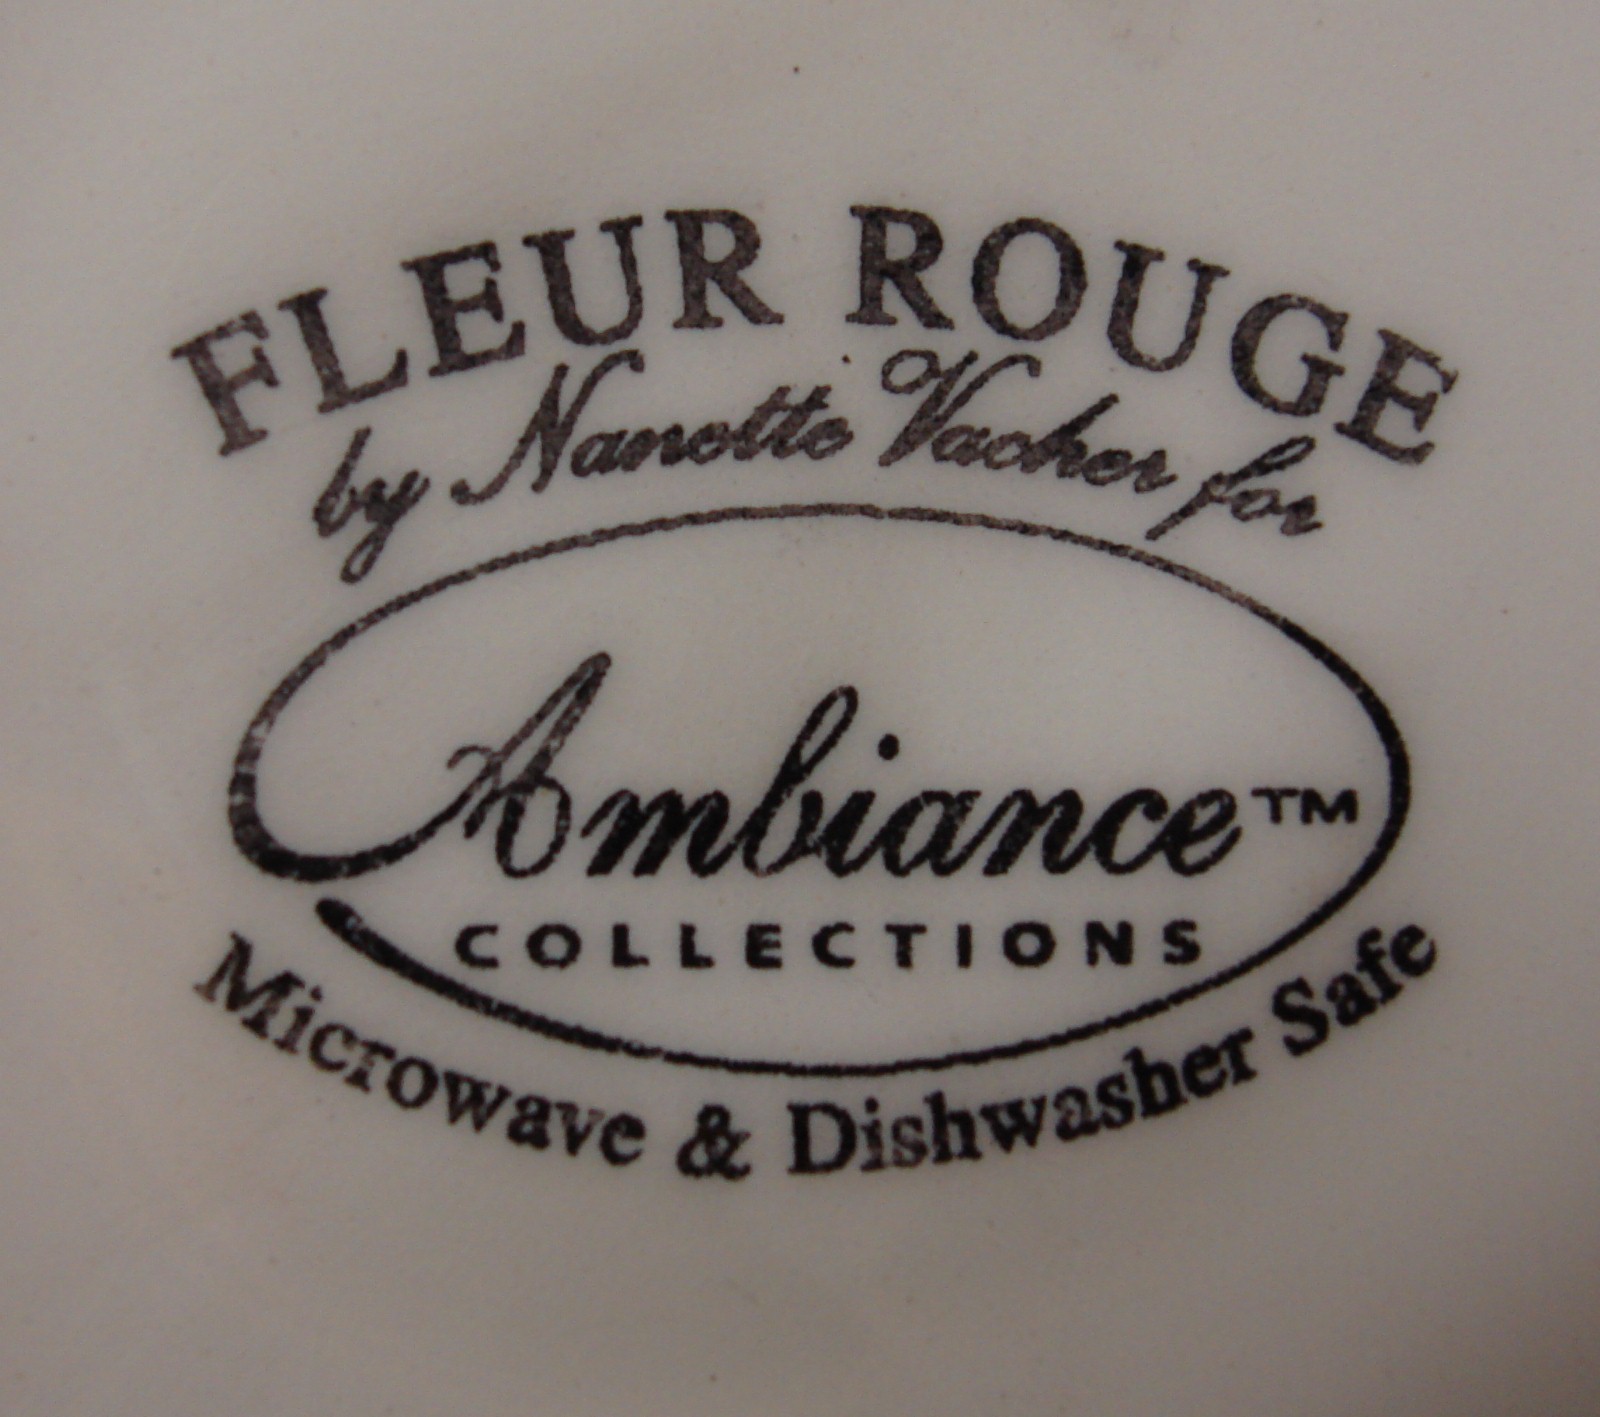 FLEUR ROUGE
by Nanette Vacher for
Ambiance™
COLLECTIONS
Microwave & Dishwasher Safe